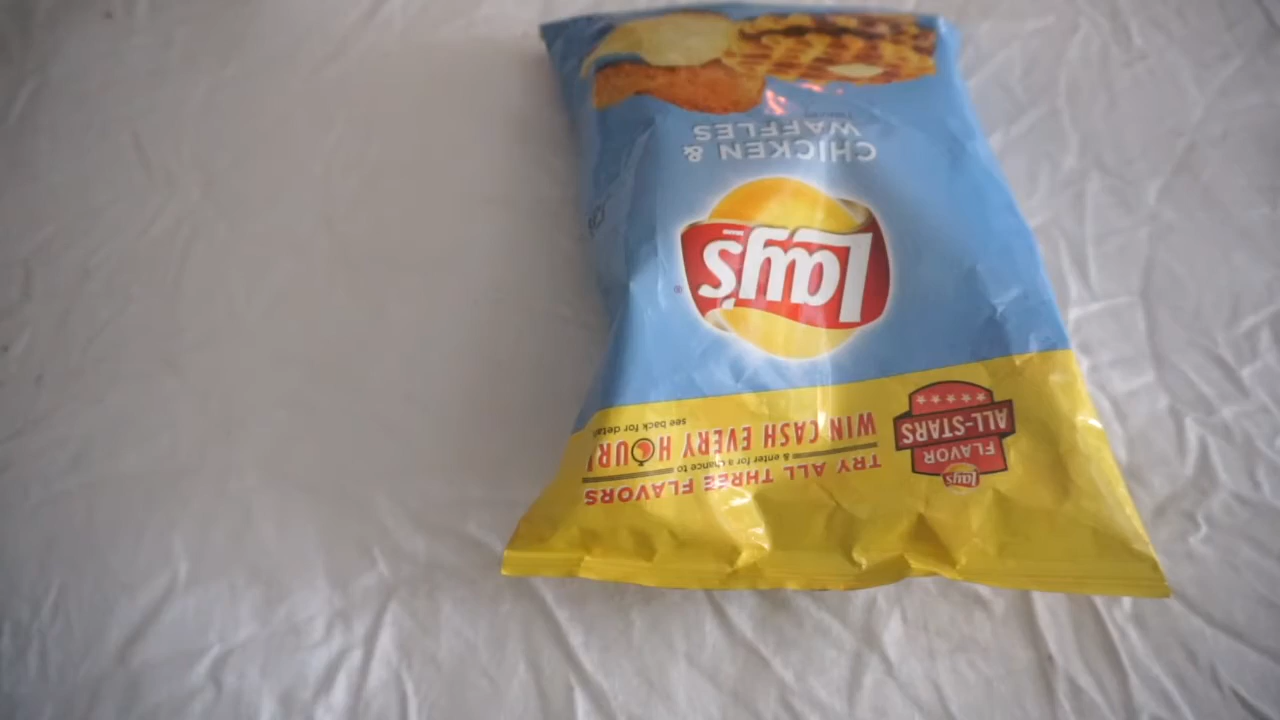 Lay's
FLAVOR
ALL-STARS
TRY ALL THREE FLAVORS
& enter for a chance to
WIN CASH EVERY HOUR!
see back for detai
Lay's
CHICKEN &
WAFFLES